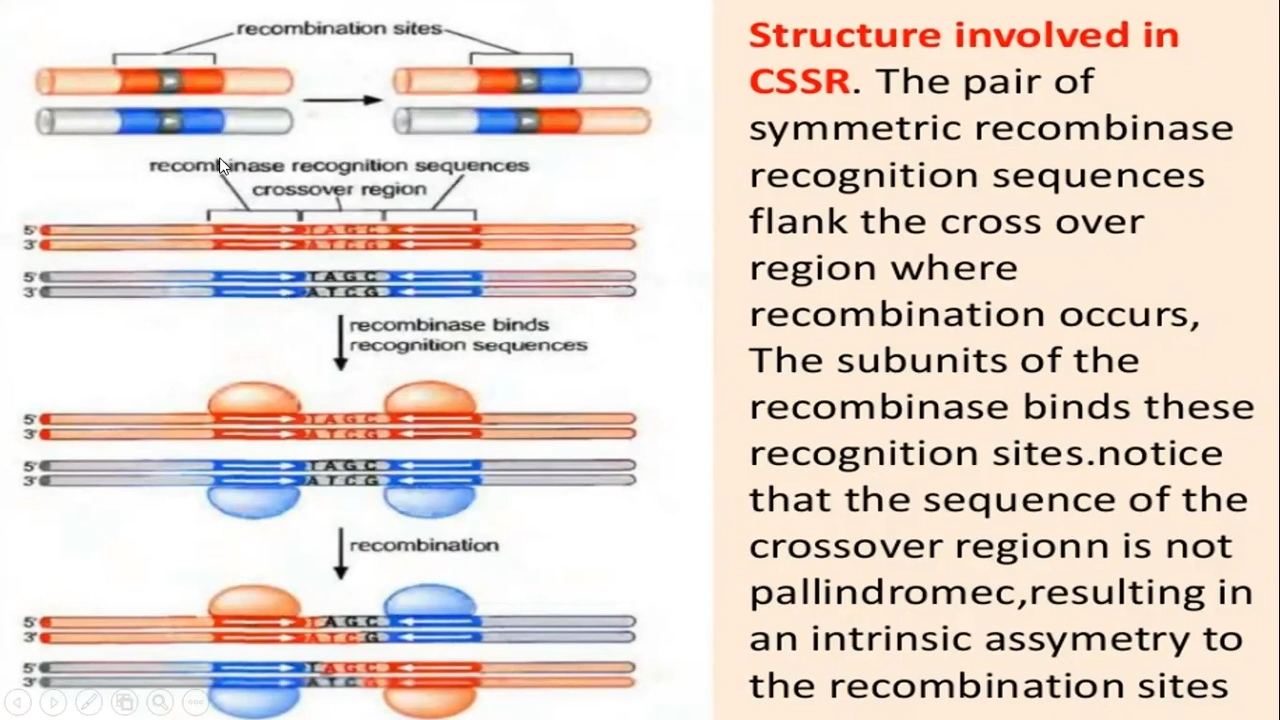 recombination sites
recombinase recognition sequences
crossover region
5' TAGC
3' ATCG
5' TAGC
3' ATCG
recombinase binds
recognition sequences
5' TAGC
3' ATCG
5' TAGC
3' ATCG
recombination
5' TAGC
3' ATCG
5' TAGC
3' ATCG
Structure involved in
CSSR. The pair of
symmetric recombinase
recognition sequences
flank the cross over
region where
recombination occurs,
The subunits of the
recombinase binds these
recognition sites.notice
that the sequence of the
crossover regionn is not
pallindromec,resulting in
an intrinsic assymetry to
the recombination sites